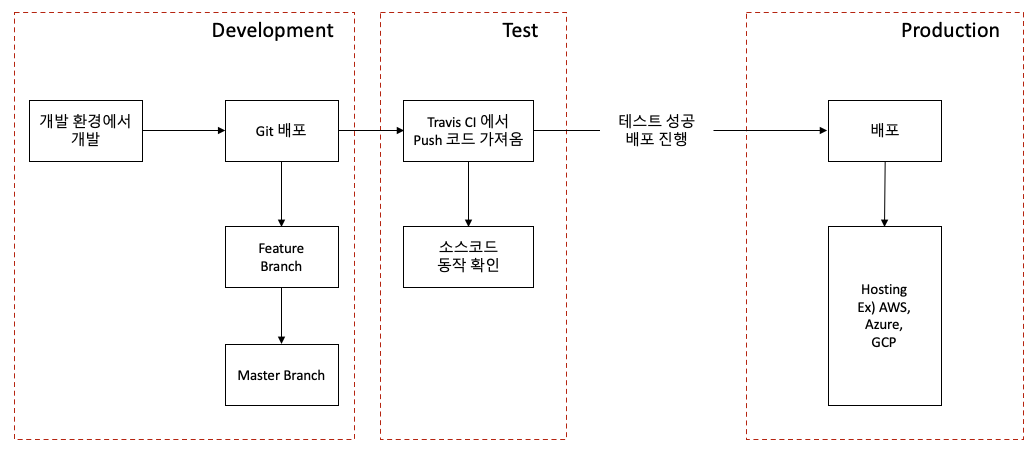 Development
개발 환경에서
개발
Git 배포
Feature
Branch
Master Branch
Test
Travis CI 에서
Push 코드 가져옴
소스코드
동작 확인
테스트 성공
배포 진행
Production
배포
Hosting
Ex) AWS,
Azure,
GCP